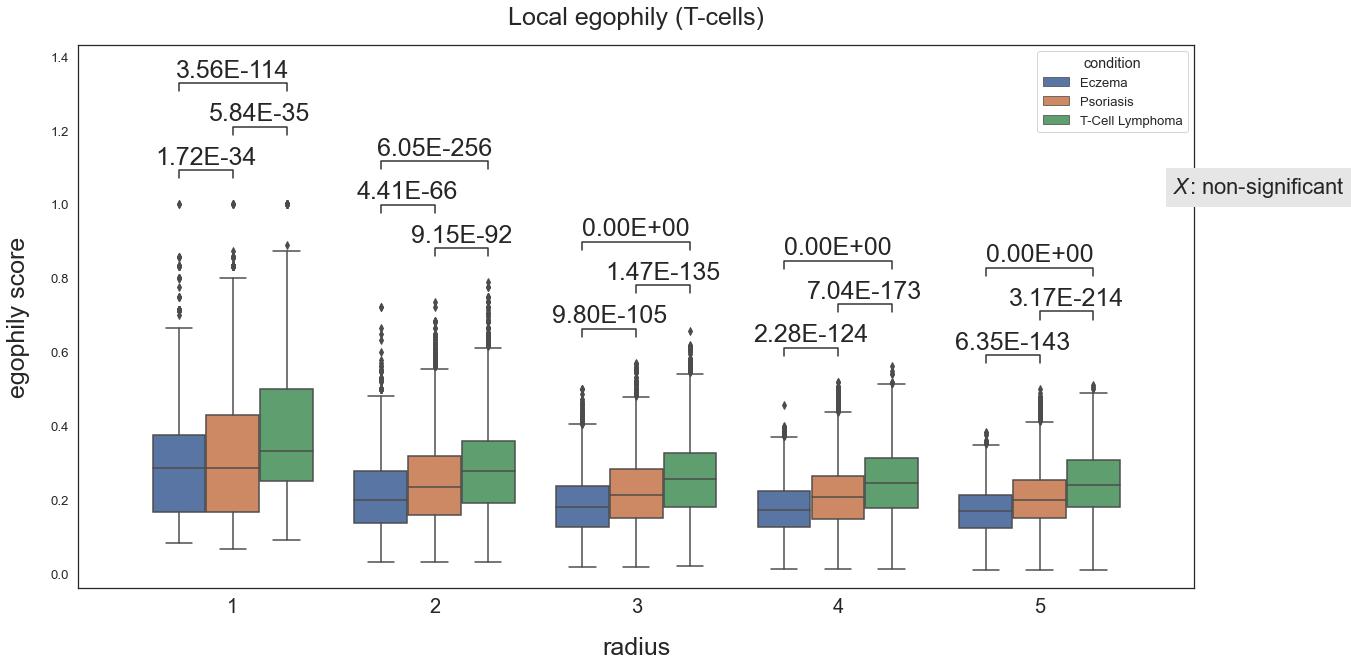 Local egophily (T-cells)
1.4
1.2
1.0
0.8
0.6
0.4
0.2
0.0
egophily score
3.56E-114
5.84E-35
1.72E-34
6.05E-256
4.41E-66
9.15E-92
0.00E+00
1.47E-135
9.80E-105
0.00E+00
7.04E-173
2.28E-124
0.00E+00
3.17E-214
6.35E-143
condition
Eczema
Psoriasis
T-Cell Lymphoma
X: non-significant
1
2
3
4
5
radius